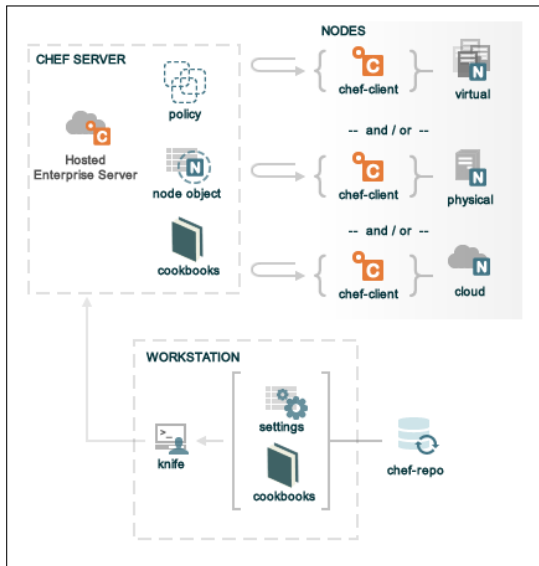 NODES
CHEF SERVER
policy
Hosted
Enterprise Server
N
node object
cookbooks
C
C
chef-client
N
virtual
-- and / or --
C
chef-client
N
physical
-- and / or --
C
chef-client
N
cloud
WORKSTATION
>_
knife
settings
cookbooks
chef-repo